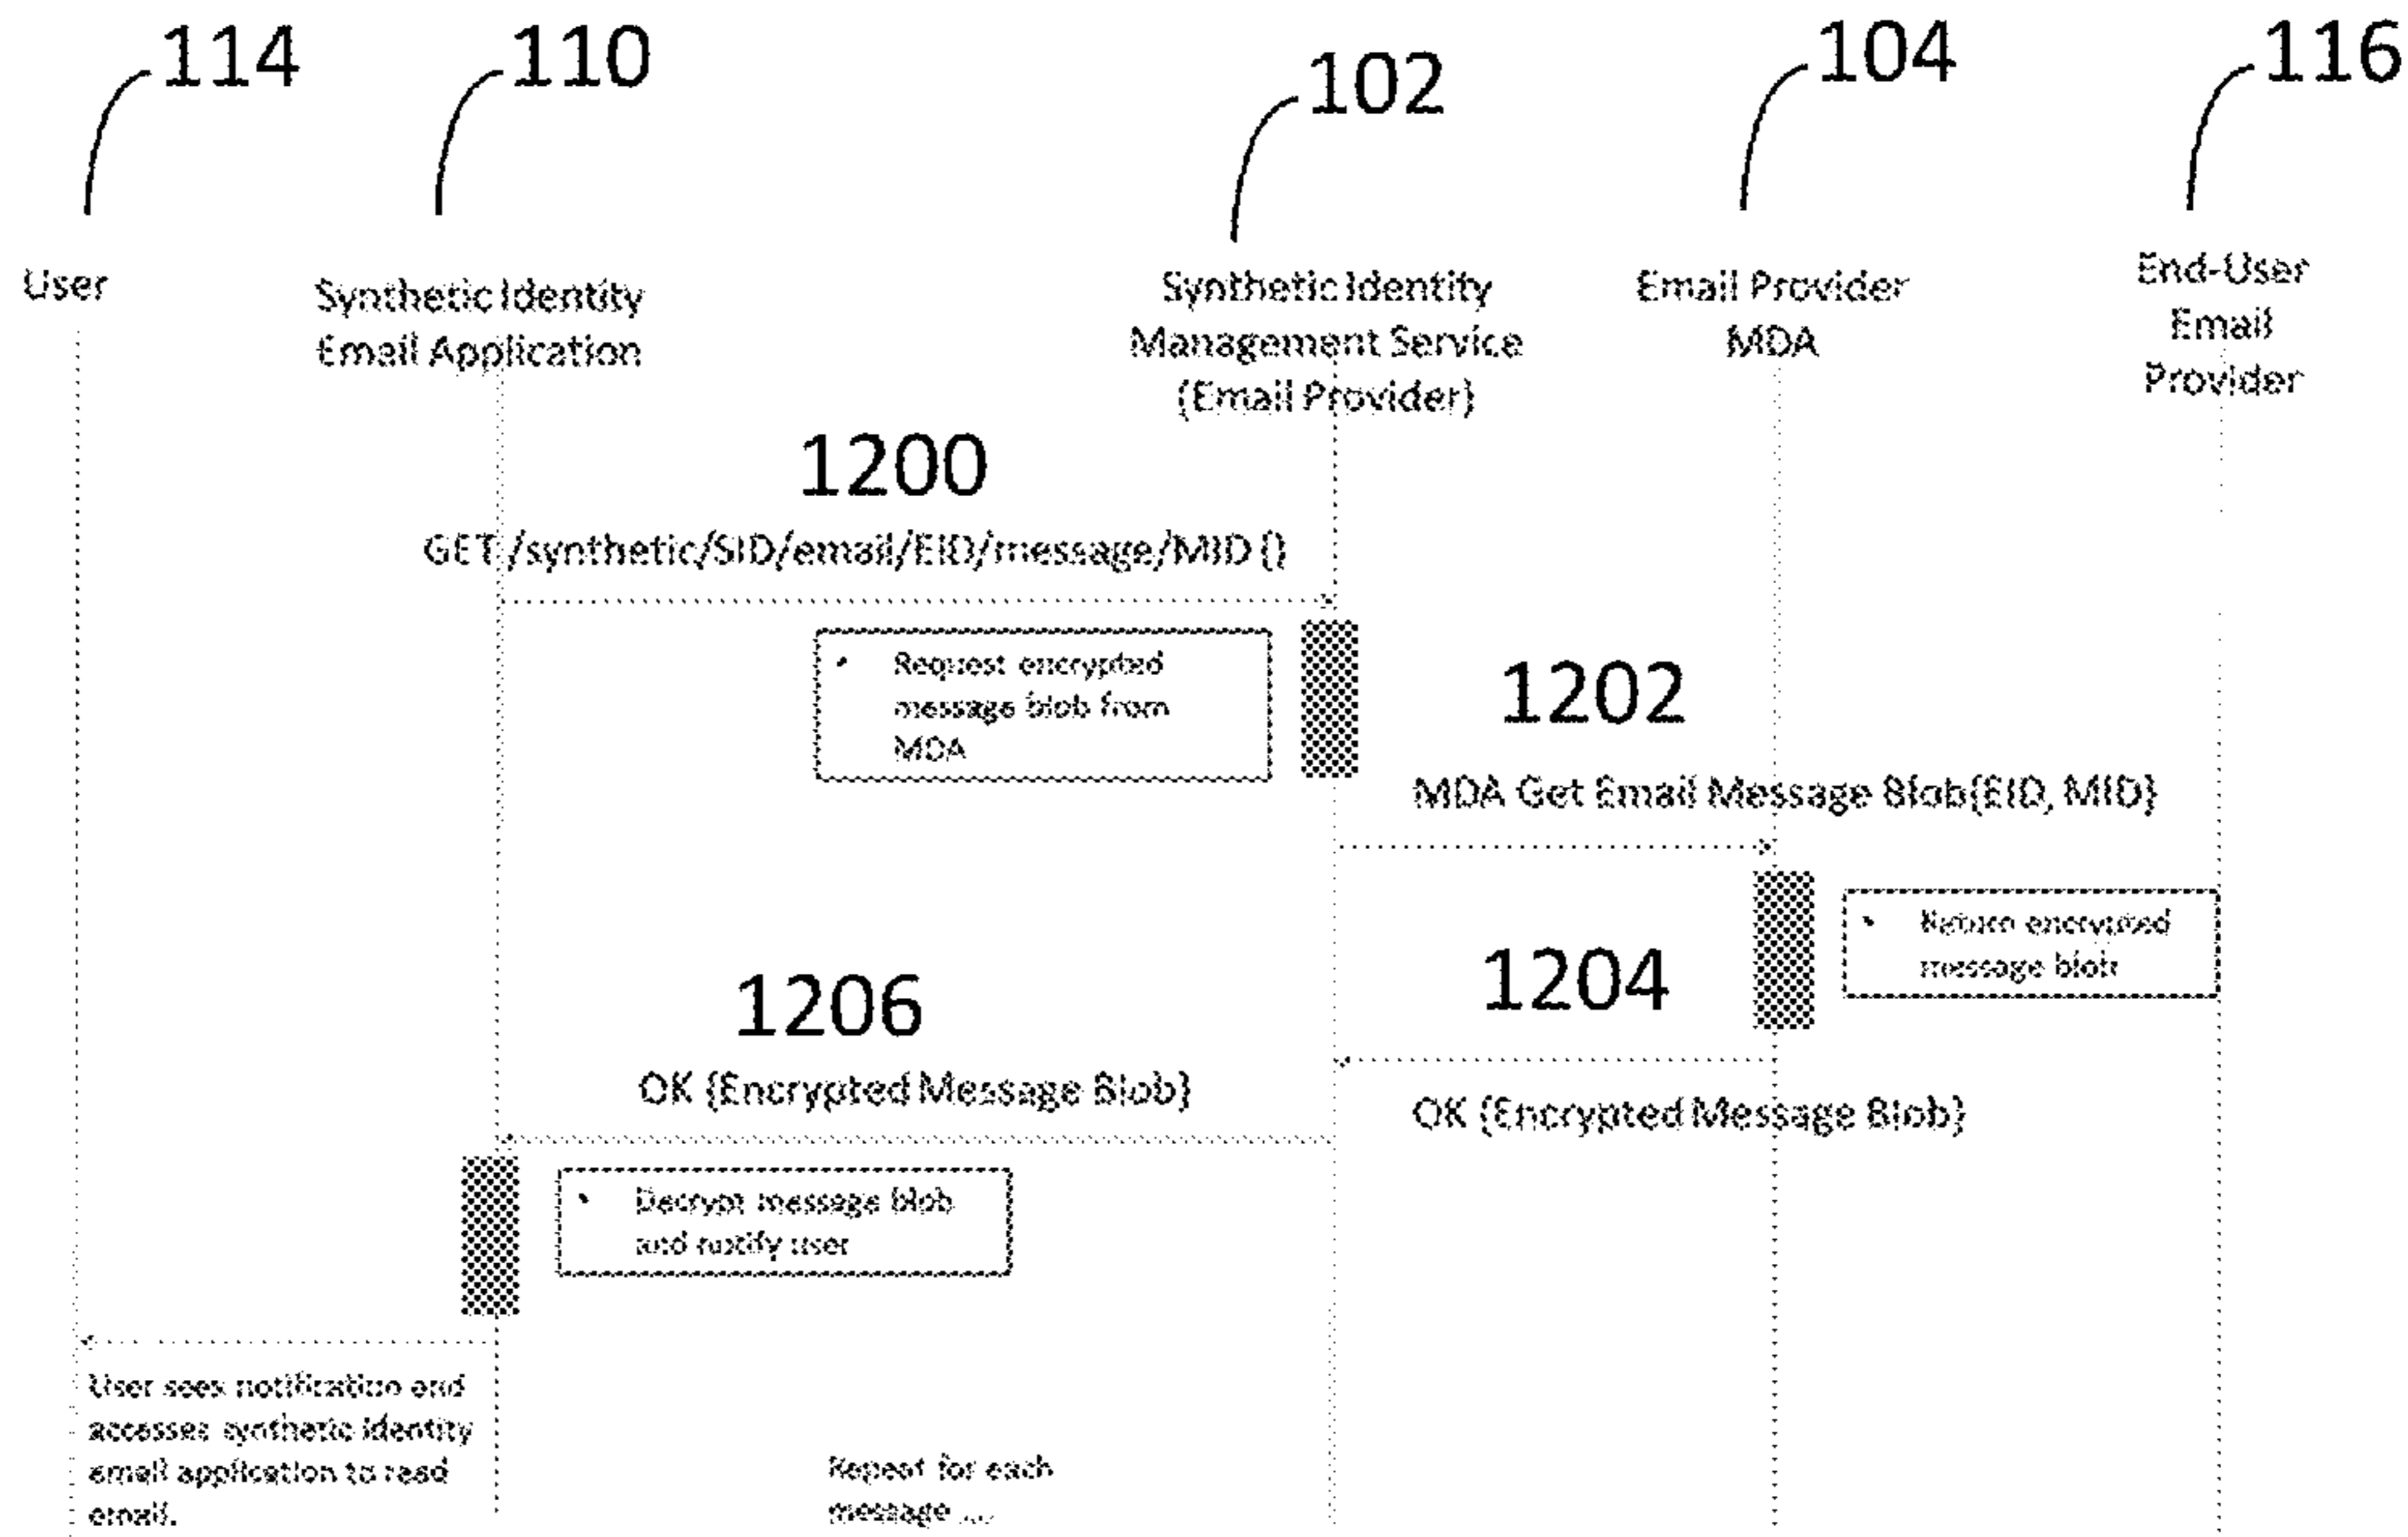 114
110
102
104
116
User
Synthetic Identity
Email Application
Synthetic Identity
Management Service
(Email Provider)
Email Provider
MDA
End-User
Email
Provider
1200
GET /synthetic/SID/email/EID/message/MID ()
• Request encrypted
message blob from
MDA
1202
MDA Get Email Message Blob{EID, MID}
• Return encrypted
message blob
1204
OK {Encrypted Message Blob}
1206
OK {Encrypted Message Blob}
• Decrypt message blob
and notify user
User sees notification and
accesses synthetic identity
email application to read
email.
Repeat for each
message ....